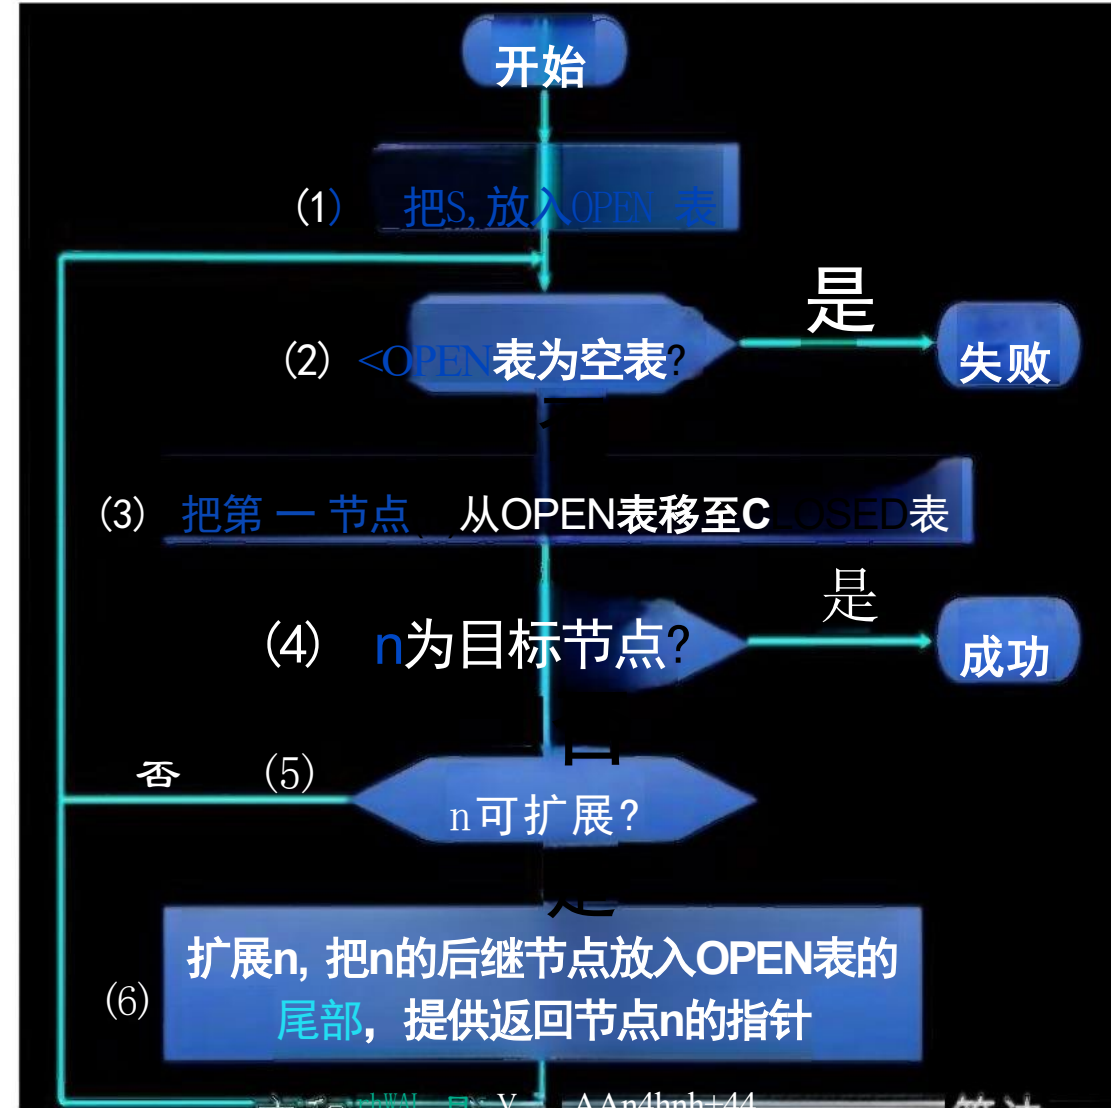 开始
(1) 把S,放入OPEN 表
是
(2) <OPEN表为空表?
失败
(3) 把第一节点 从OPEN表移至CLOSED表
是
(4) n为目标节点?
成功
否 (5)
n可扩展?
是
扩展n, 把n的后继节点放入OPEN表的
(6)
尾部，提供返回节点n的指针